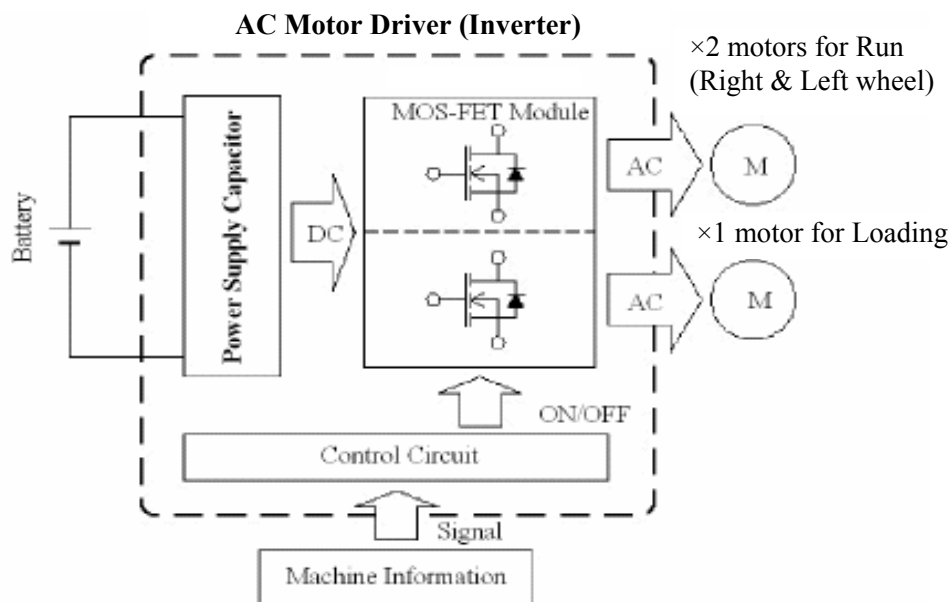 AC Motor Driver (Inverter)
×2 motors for Run
(Right & Left wheel)
MOS-FET Module
Battery
Power Supply Capacitor
DC
AC
M
×1 motor for Loading
AC
M
ON/OFF
Control Circuit
Signal
Machine Information